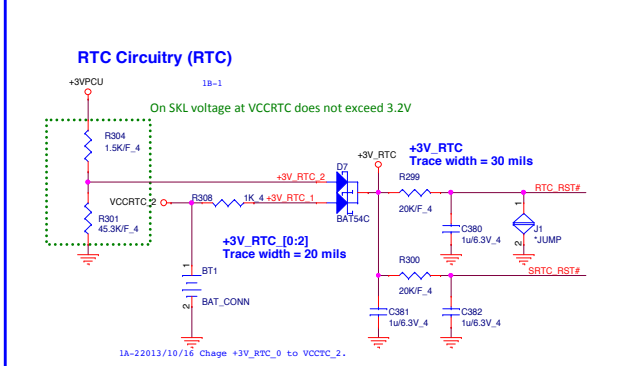 RTC Circuitry (RTC)
+3VPCU
1B-1
On SKL voltage at VCCRTC does not exceed 3.2V
R304
1.5K/F_4
D7
+3V_RTC
+3V_RTC
Trace width = 30 mils
+3V_RTC_2
R299
RTC_RST#
VCCRTC_2
R308
1K_4
+3V_RTC_1
20K/F_4
1
R301
45.3K/F_4
BAT54C
C380
1u/6.3V_4
J1
*JUMP
2
+3V_RTC_[0:2]
Trace width = 20 mils
R300
SRTC_RST#
1
BT1
20K/F_4
BAT_CONN
2
C381
1u/6.3V_4
C382
1u/6.3V_4
1A-22013/10/16 Chage +3V_RTC_0 to VCCTC_2.